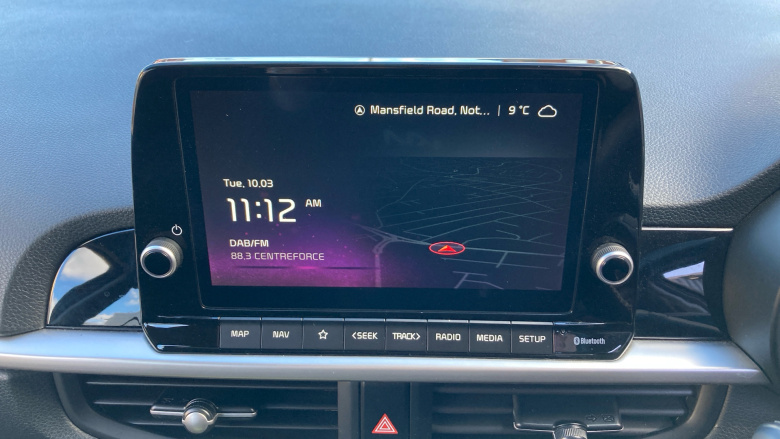 Mansfield Road, Not... | 9°C
Tue, 10.03
11:12 AM
DAB/FM
88.3 CENTREFORCE
MAP NAV <SEEK TRACK> RADIO MEDIA SETUP Bluetooth